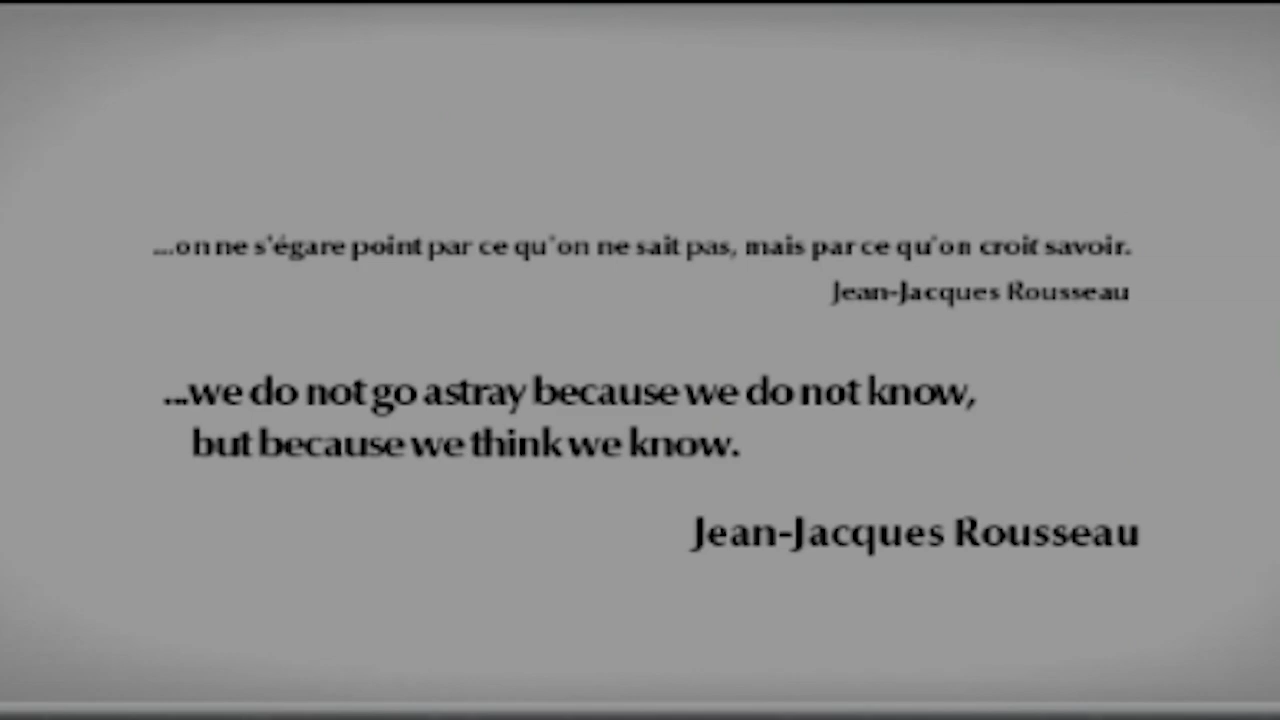 ...on ne s'égare point par ce qu'on ne sait pas, mais par ce qu'on croit savoir.
Jean-Jacques Rousseau
...we do not go astray because we do not know,
but because we think we know.
Jean-Jacques Rousseau